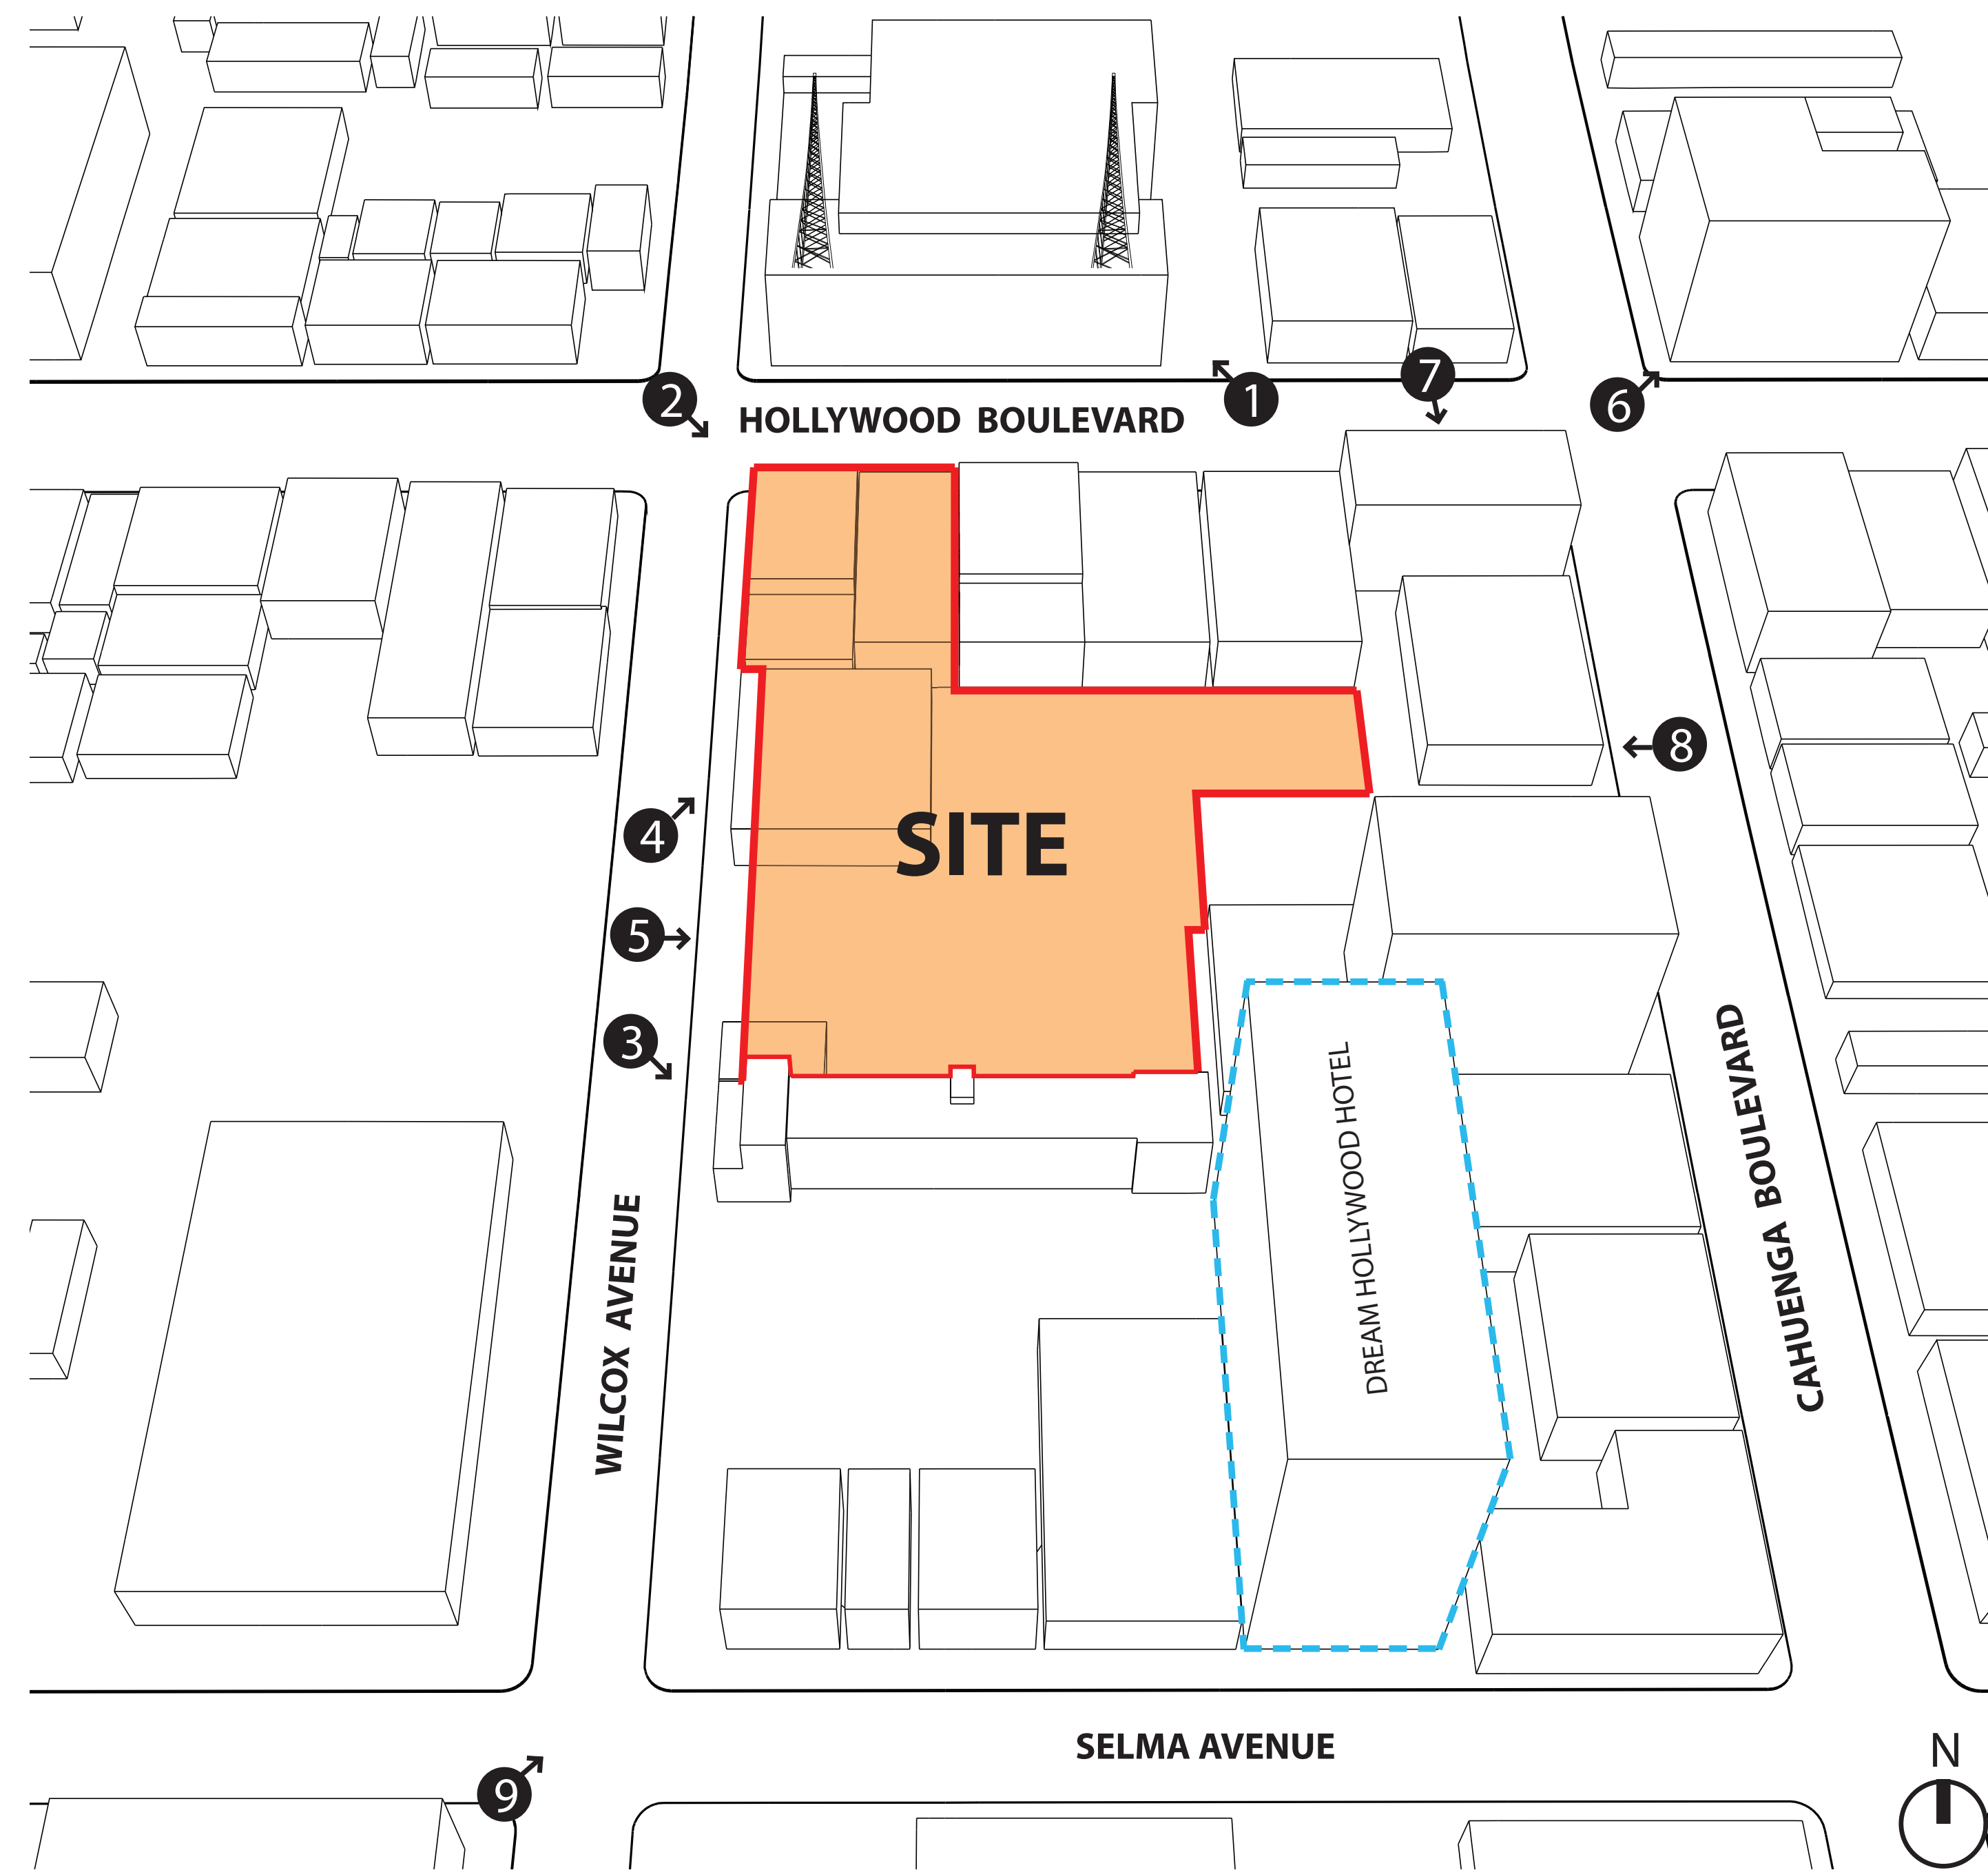 7
2
1
6
HOLLYWOOD BOULEVARD
8
4
SITE
5
3
DREAM HOLLYWOOD HOTEL
CAHUENGA BOULEVARD
WILCOX AVENUE
SELMA AVENUE
N
9